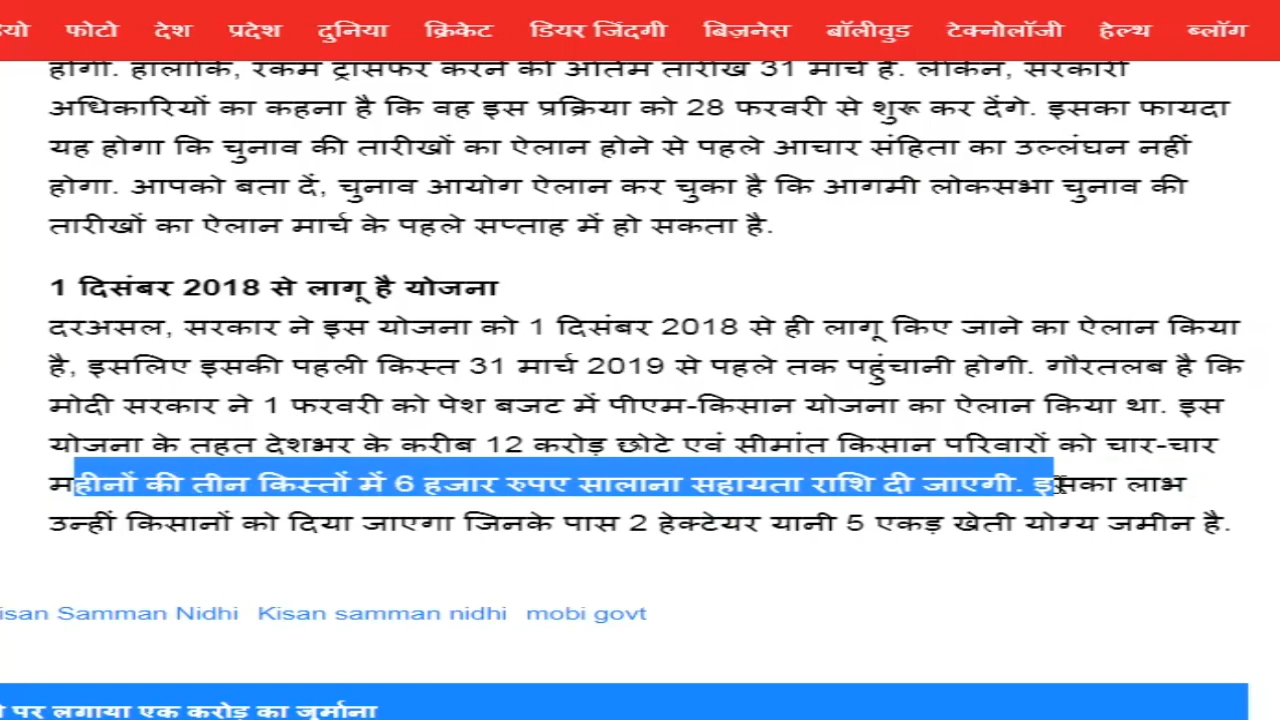 फोटो देश प्रदेश दुनिया क्रिकेट डियर जिंदगी बिज़नेस बॉलीवुड टेक्नोलॉजी हेल्थ ब्लॉग
होगी. हालांकि, रकम ट्रांसफर करने की अंतिम तारीख 31 मार्च है. लेकिन, सरकारी
अधिकारियों का कहना है कि वह इस प्रक्रिया को 28 फरवरी से शुरू कर देंगे. इसका फायदा
यह होगा कि चुनाव की तारीखों का ऐलान होने से पहले आचार संहिता का उल्लंघन नहीं
होगा. आपको बता दें, चुनाव आयोग ऐलान कर चुका है कि आगमी लोकसभा चुनाव की
तारीखों का ऐलान मार्च के पहले सप्ताह में हो सकता है.
1 दिसंबर 2018 से लागू है योजना
दरअसल, सरकार ने इस योजना को 1 दिसंबर 2018 से ही लागू किए जाने का ऐलान किया
है, इसलिए इसकी पहली किस्त 31 मार्च 2019 से पहले तक पहुंचानी होगी. गौरतलब है कि
मोदी सरकार ने 1 फरवरी को पेश बजट में पीएम-किसान योजना का ऐलान किया था. इस
योजना के तहत देशभर के करीब 12 करोड़ छोटे एवं सीमांत किसान परिवारों को चार-चार
महीनों की तीन किस्तों में 6 हजार रुपए सालाना सहायता राशि दी जाएगी. इसका लाभ
उन्हीं किसानों को दिया जाएगा जिनके पास 2 हेक्टेयर यानी 5 एकड़ खेती योग्य जमीन है.
isan Samman Nidhi Kisan samman nidhi mobi govt
पर लगाया एक करोड़ का जुर्माना